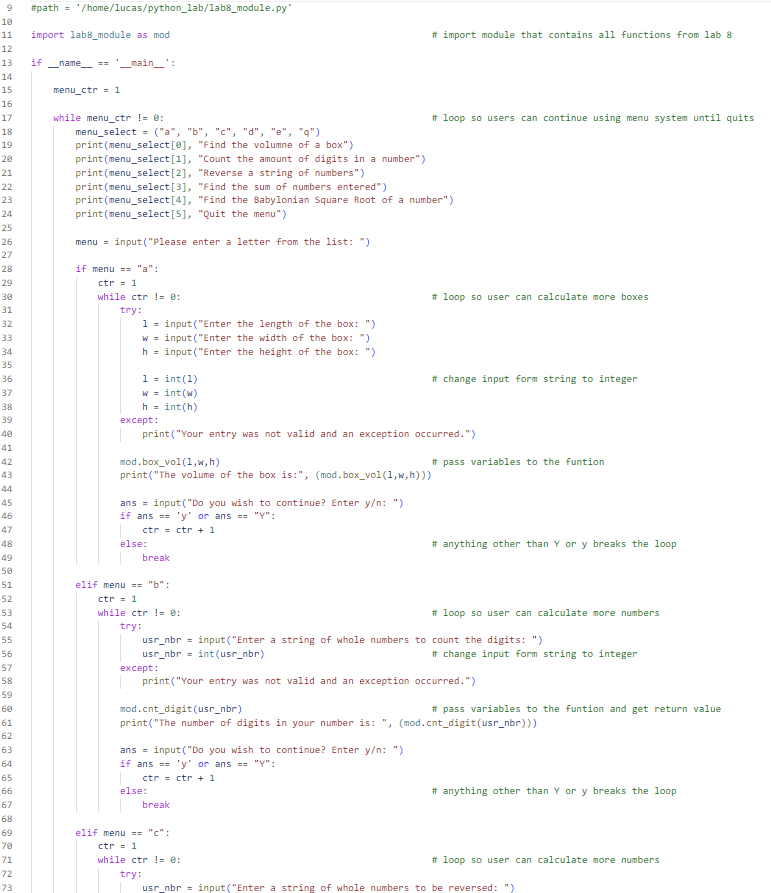 9 #path = '/home/lucas/python_lab/lab8_module.py'
10
11 import lab8_module as mod # import module that contains all functions from lab 8
12
13 if __name__ == '__main__':
14
15 menu_ctr = 1
16
17 while menu_ctr != 0: # loop so users can continue using menu system until quits
18 menu_select = ("a", "b", "c", "d", "e", "q")
19 print(menu_select[0], "Find the volumne of a box")
20 print(menu_select[1], "Count the amount of digits in a number")
21 print(menu_select[2], "Reverse a string of numbers")
22 print(menu_select[3], "Find the sum of numbers entered")
23 print(menu_select[4], "Find the Babylonian Square Root of a number")
24 print(menu_select[5], "Quit the menu")
25
26 menu = input("Please enter a letter from the list: ")
27
28 if menu == "a":
29 ctr = 1
30 while ctr != 0: # loop so user can calculate more boxes
31 try:
32 l = input("Enter the length of the box: ")
33 w = input("Enter the width of the box: ")
34 h = input("Enter the height of the box: ")
35
36 l = int(l) # change input form string to integer
37 w = int(w)
38 h = int(h)
39 except:
40 print("Your entry was not valid and an exception occurred.")
41
42 mod.box_vol(l,w,h) # pass variables to the funtion
43 print("The volume of the box is:", (mod.box_vol(l,w,h)))
44
45 ans = input("Do you wish to continue? Enter y/n: ")
46 if ans == 'y' or ans == "Y":
47 ctr = ctr + 1
48 else: # anything other than Y or y breaks the loop
49 break
50
51 elif menu == "b":
52 ctr = 1
53 while ctr != 0: # loop so user can calculate more numbers
54 try:
55 usr_nbr = input("Enter a string of whole numbers to count the digits: ")
56 usr_nbr = int(usr_nbr) # change input form string to integer
57 except:
58 print("Your entry was not valid and an exception occurred.")
59
60 mod.cnt_digit(usr_nbr) # pass variables to the funtion and get return value
61 print("The number of digits in your number is: ", (mod.cnt_digit(usr_nbr)))
62
63 ans = input("Do you wish to continue? Enter y/n: ")
64 if ans == 'y' or ans == "Y":
65 ctr = ctr + 1
66 else: # anything other than Y or y breaks the loop
67 break
68
69 elif menu == "c":
70 ctr = 1
71 while ctr != 0: # loop so user can calculate more numbers
72 try:
73 usr_nbr = input("Enter a string of whole numbers to be reversed: ")